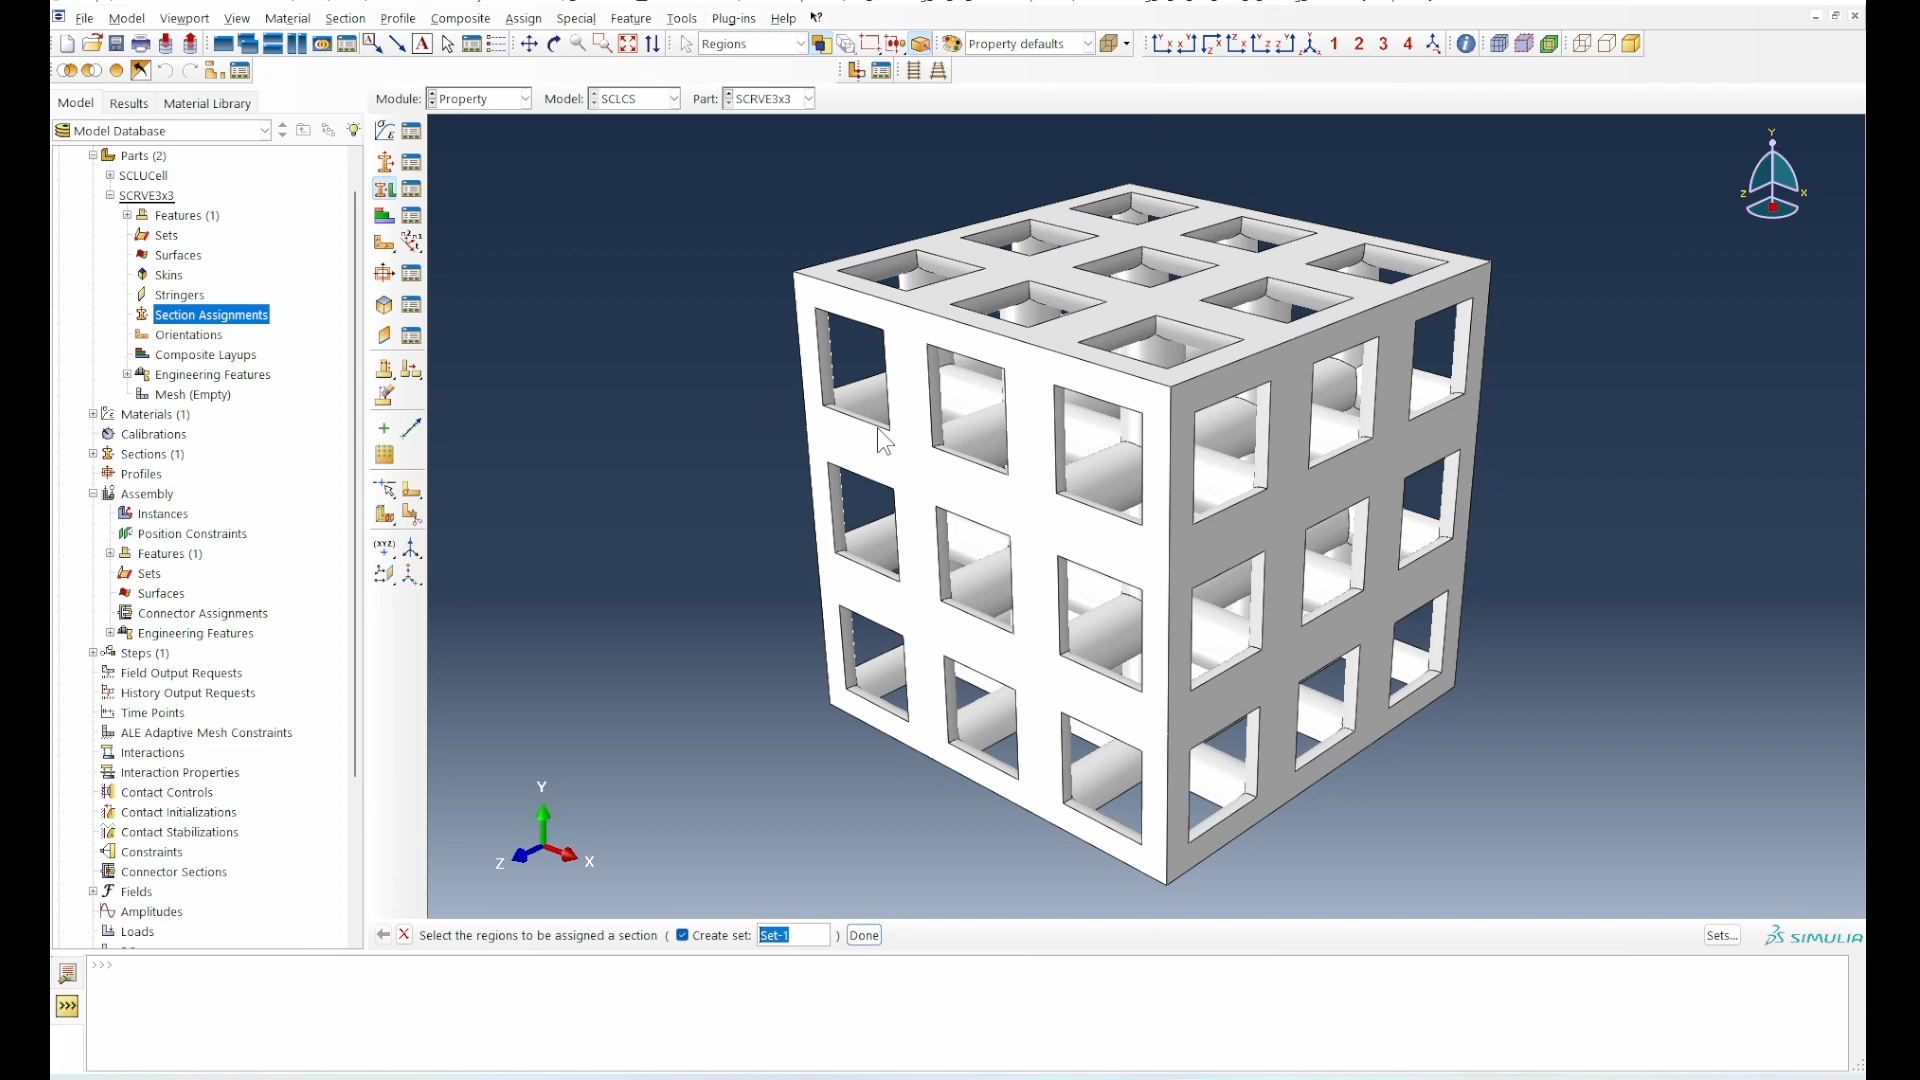 File Model Viewport View Material Section Profile Composite Assign Special Feature Tools Plug-ins Help
A Regions Property defaults 1 2 3 4
Model Results Material Library
Module: Property Model: SCLCS Part: SCRVE3x3
Model Database
Parts (2)
SCLUCell
SCRVE3x3
Features (1)
Sets
Surfaces
Skins
Stringers
Section Assignments
Orientations
Composite Layups
Engineering Features
Mesh (Empty)
Materials (1)
Calibrations
Sections (1)
Profiles
Assembly
Instances
Position Constraints
Features (1)
Sets
Surfaces
Connector Assignments
Engineering Features
Steps (1)
Field Output Requests
History Output Requests
Time Points
ALE Adaptive Mesh Constraints
Interactions
Interaction Properties
Contact Controls
Contact Initializations
Contact Stabilizations
Constraints
Connector Sections
Fields
Amplitudes
Loads
(XYZ)
Y
Z X
Y
Z X
Select the regions to be assigned a section ( Create set: Set-1 ) Done Sets... SIMULIA
>>>
>>>